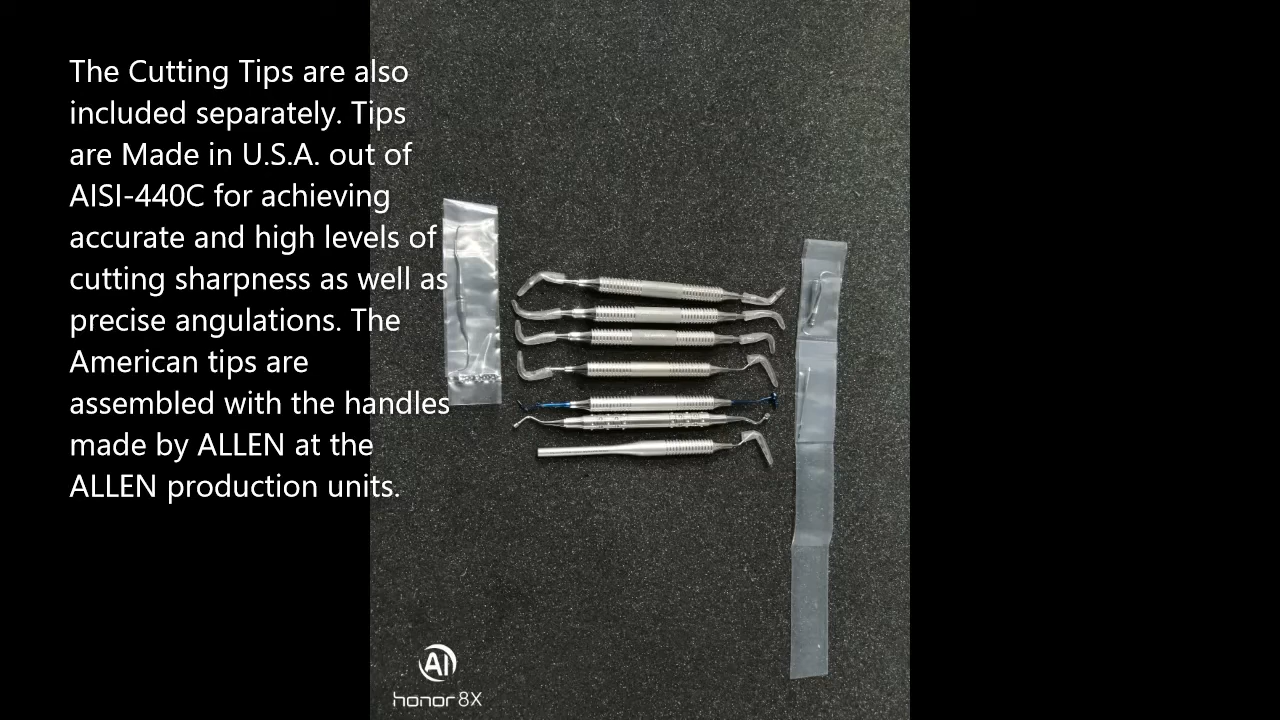 The Cutting Tips are also
included separately. Tips
are Made in U.S.A. out of
AISI-440C for achieving
accurate and high levels of
cutting sharpness as well as
precise angulations. The
American tips are
assembled with the handles
made by ALLEN at the
ALLEN production units.
AI
honor 8X